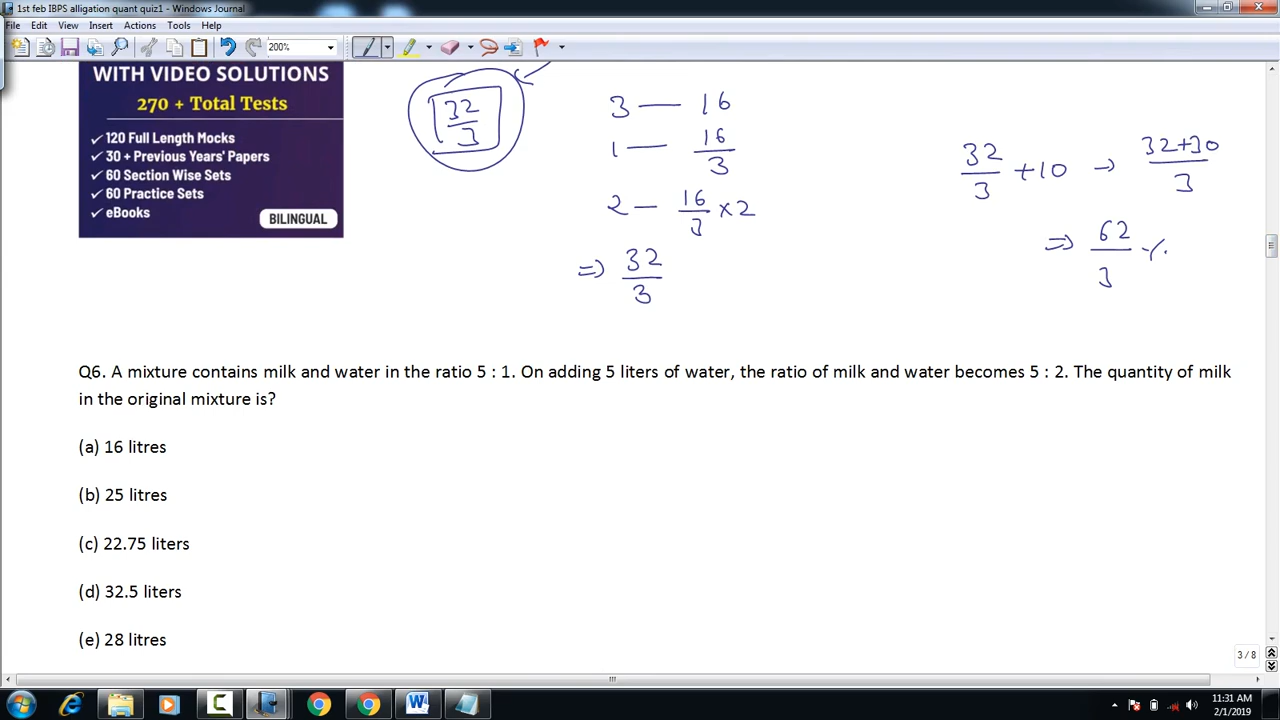 1st feb IBPS alligation quant quiz1 - Windows Journal
File Edit View Insert Actions Tools Help
200%
WITH VIDEO SOLUTIONS
270 + Total Tests
✓ 120 Full Length Mocks
✓ 30 + Previous Years' Papers
✓ 60 Section Wise Sets
✓ 60 Practice Sets
✓ eBooks
BILINGUAL
32/3
3 — 16
1 — 16/3
2 — 16/3 × 2
⇒ 32/3
32/3 + 10 → 32+30/3
⇒ 62/3 %
Q6. A mixture contains milk and water in the ratio 5 : 1. On adding 5 liters of water, the ratio of milk and water becomes 5 : 2. The quantity of milk
in the original mixture is?
(a) 16 litres
(b) 25 litres
(c) 22.75 liters
(d) 32.5 liters
(e) 28 litres
3 / 8
11:31 AM
2/1/2019